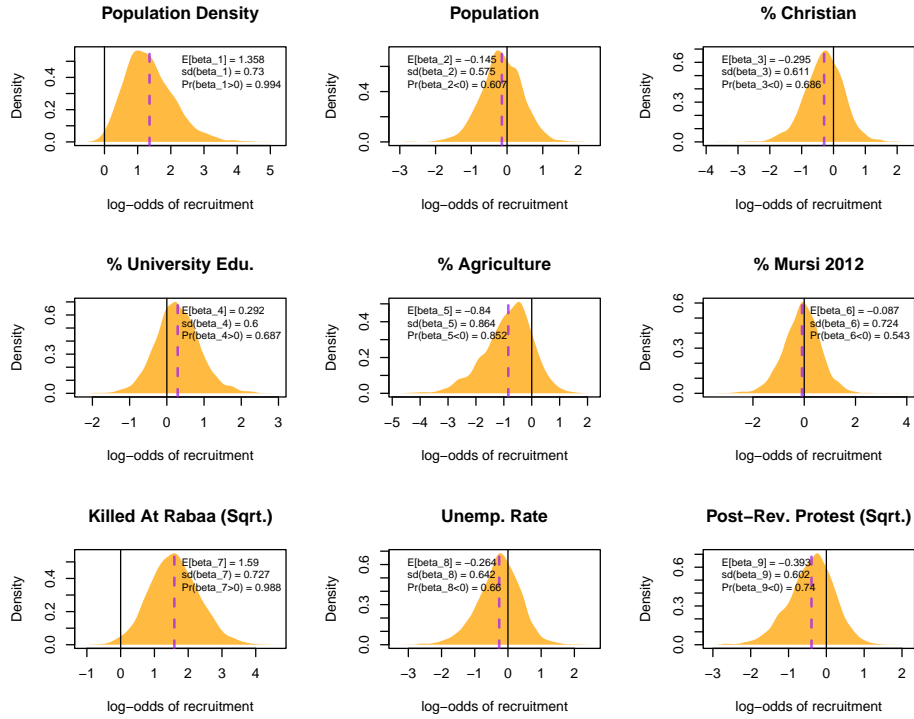 Population Density
E[beta_1] = 1.358
sd(beta_1) = 0.73
Pr(beta_1>0) = 0.994
Density
0.0 0.2 0.4
0 1 2 3 4 5
log−odds of recruitment
Population
E[beta_2] = −0.145
sd(beta_2) = 0.575
Pr(beta_2<0) = 0.607
Density
0.0 0.4 0.8
−3 −2 −1 0 1 2
log−odds of recruitment
% Christian
E[beta_3] = −0.295
sd(beta_3) = 0.611
Pr(beta_3<0) = 0.686
Density
0.0 0.3 0.6
−4 −3 −2 −1 0 1 2
log−odds of recruitment
% University Edu.
E[beta_4] = 0.292
sd(beta_4) = 0.6
Pr(beta_4>0) = 0.687
Density
0.0 0.3 0.6
−2 −1 0 1 2 3
log−odds of recruitment
% Agriculture
E[beta_5] = −0.84
sd(beta_5) = 0.864
Pr(beta_5<0) = 0.852
Density
0.0 0.2 0.4
−5 −4 −3 −2 −1 0 1 2
log−odds of recruitment
% Mursi 2012
E[beta_6] = −0.087
sd(beta_6) = 0.724
Pr(beta_6<0) = 0.543
Density
0.0 0.3 0.6
−2 0 2 4
log−odds of recruitment
Killed At Rabaa (Sqrt.)
E[beta_7] = 1.59
sd(beta_7) = 0.727
Pr(beta_7>0) = 0.988
Density
0.0 0.2 0.4
−1 0 1 2 3 4
log−odds of recruitment
Unemp. Rate
E[beta_8] = −0.264
sd(beta_8) = 0.642
Pr(beta_8<0) = 0.66
Density
0.0 0.3 0.6
−3 −2 −1 0 1 2
log−odds of recruitment
Post−Rev. Protest (Sqrt.)
E[beta_9] = −0.393
sd(beta_9) = 0.602
Pr(beta_9<0) = 0.74
Density
0.0 0.3 0.6
−3 −2 −1 0 1 2
log−odds of recruitment